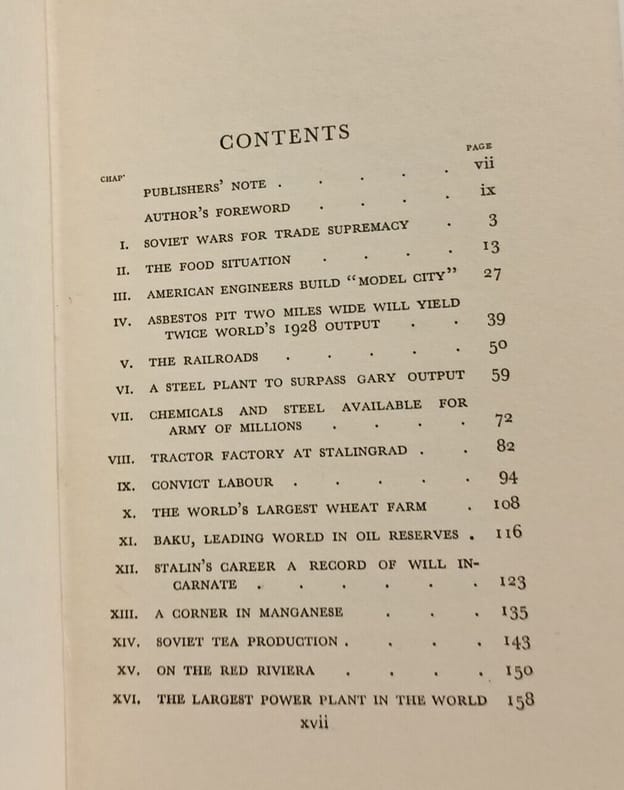 CONTENTS
CHAP. PAGE
PUBLISHERS' NOTE . . . . . vii
AUTHOR'S FOREWORD . . . . ix
I. SOVIET WARS FOR TRADE SUPREMACY . 3
II. THE FOOD SITUATION . . . . 13
III. AMERICAN ENGINEERS BUILD "MODEL CITY" 27
IV. ASBESTOS PIT TWO MILES WIDE WILL YIELD
TWICE WORLD'S 1928 OUTPUT . . 39
V. THE RAILROADS . . . . . 50
VI. A STEEL PLANT TO SURPASS GARY OUTPUT 59
VII. CHEMICALS AND STEEL AVAILABLE FOR
ARMY OF MILLIONS . . . . 72
VIII. TRACTOR FACTORY AT STALINGRAD . . 82
IX. CONVICT LABOUR . . . . . 94
X. THE WORLD'S LARGEST WHEAT FARM . 108
XI. BAKU, LEADING WORLD IN OIL RESERVES . 116
XII. STALIN'S CAREER A RECORD OF WILL IN-
CARNATE . . . . . . 123
XIII. A CORNER IN MANGANESE . . . 135
XIV. SOVIET TEA PRODUCTION . . . . 143
XV. ON THE RED RIVIERA . . . . 150
XVI. THE LARGEST POWER PLANT IN THE WORLD 158
xvii